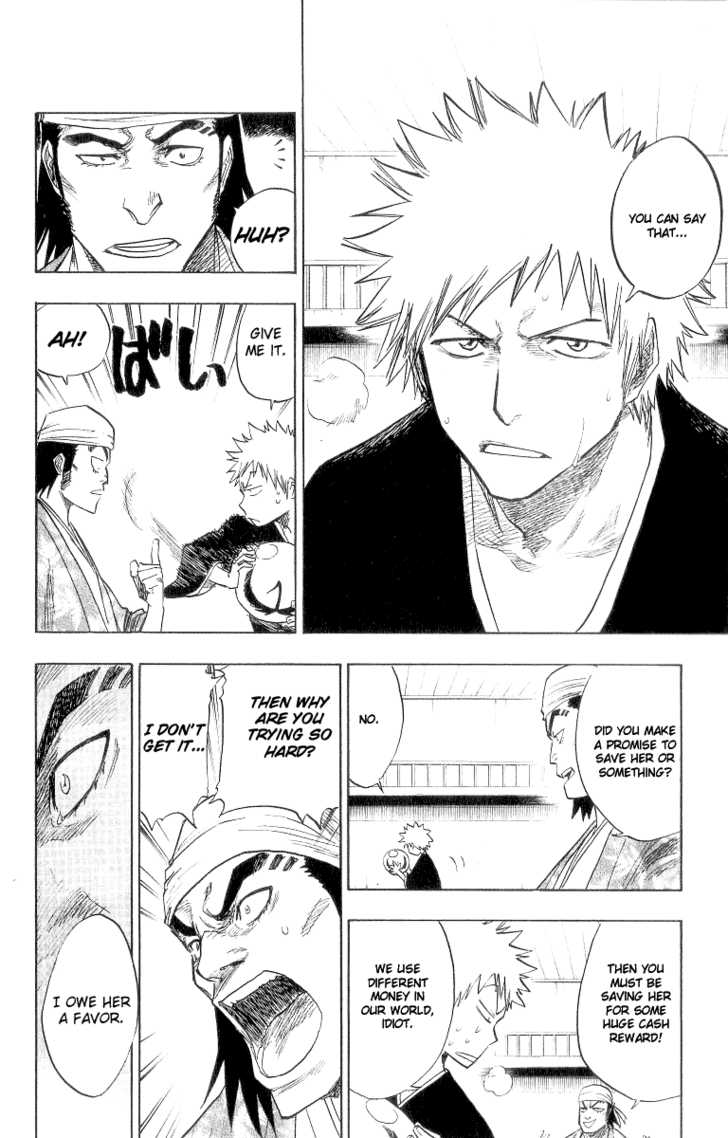 YOU CAN SAY
THAT...
HUH?
GIVE
ME IT.
ばい
AH!
DID YOU MAKE
A PROMISE TO
SAVE HER OR
SOMETHING?
NO.
THEN YOU
MUST BE
SAVING HER
FOR SOME
HUGE CASH
REWARD!
WE USE
DIFFERENT
MONEY IN
OUR WORLD,
IDIOT.
THEN WHY
ARE YOU
TRYING SO
HARD?
I DON'T
GET IT...
I OWE HER
A FAVOR.